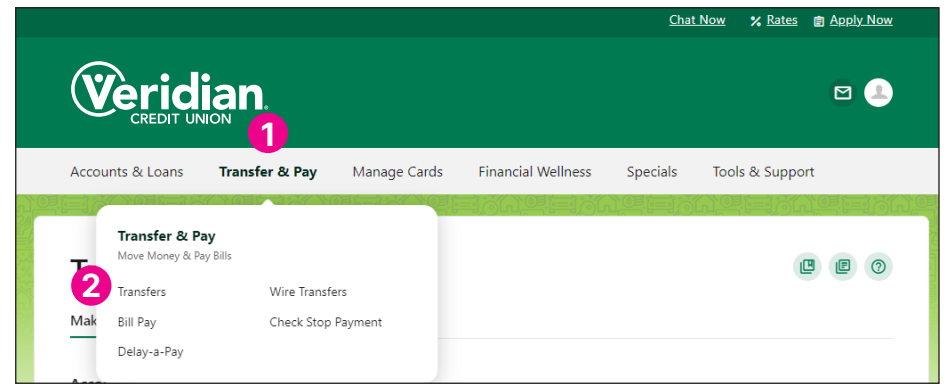 Chat Now % Rates Apply Now
Veridian
CREDIT UNION
1
Accounts & Loans Transfer & Pay Manage Cards Financial Wellness Specials Tools & Support
Transfer & Pay
Move Money & Pay Bills
2
Transfers Wire Transfers
Mak
Bill Pay Check Stop Payment
Delay-a-Pay